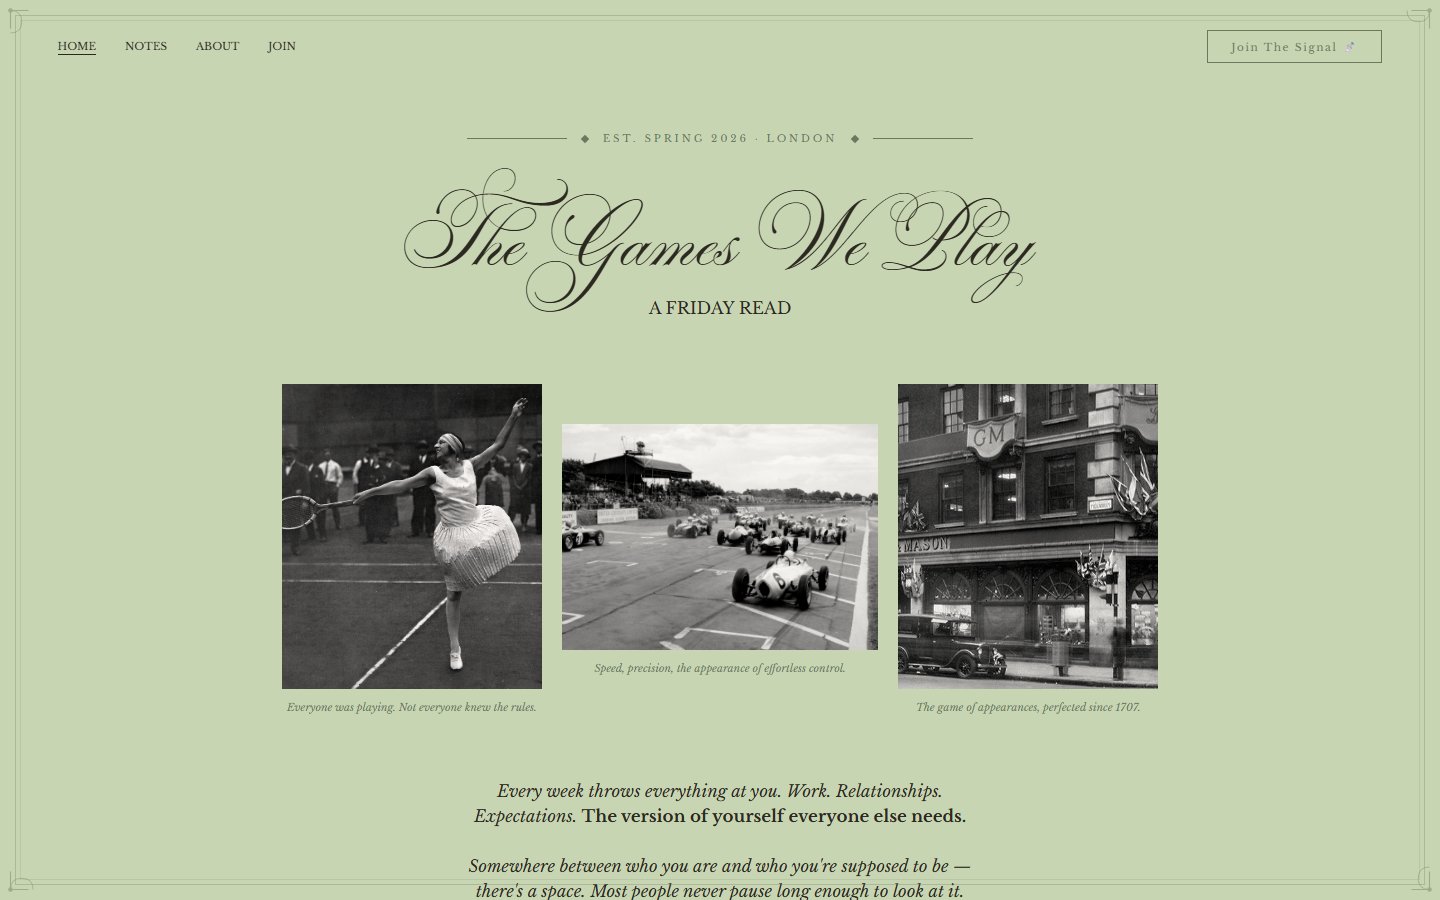 HOME NOTES ABOUT JOIN
Join The Signal
EST. SPRING 2026 · LONDON
The Games We Play
A FRIDAY READ
GM
PICCADILLY
& MASON
6
Everyone was playing. Not everyone knew the rules.
Speed, precision, the appearance of effortless control.
The game of appearances, perfected since 1707.
Every week throws everything at you. Work. Relationships.
Expectations. The version of yourself everyone else needs.
Somewhere between who you are and who you're supposed to be —
there's a space. Most people never pause long enough to look at it.